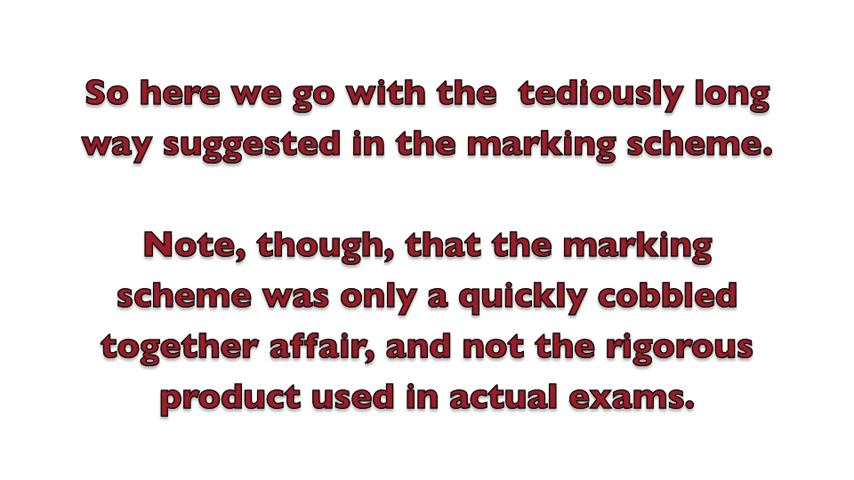 So here we go with the  tediously long
way suggested in the marking scheme.
Note, though, that the marking
scheme was only a quickly cobbled
together affair, and not the rigorous
product used in actual exams.